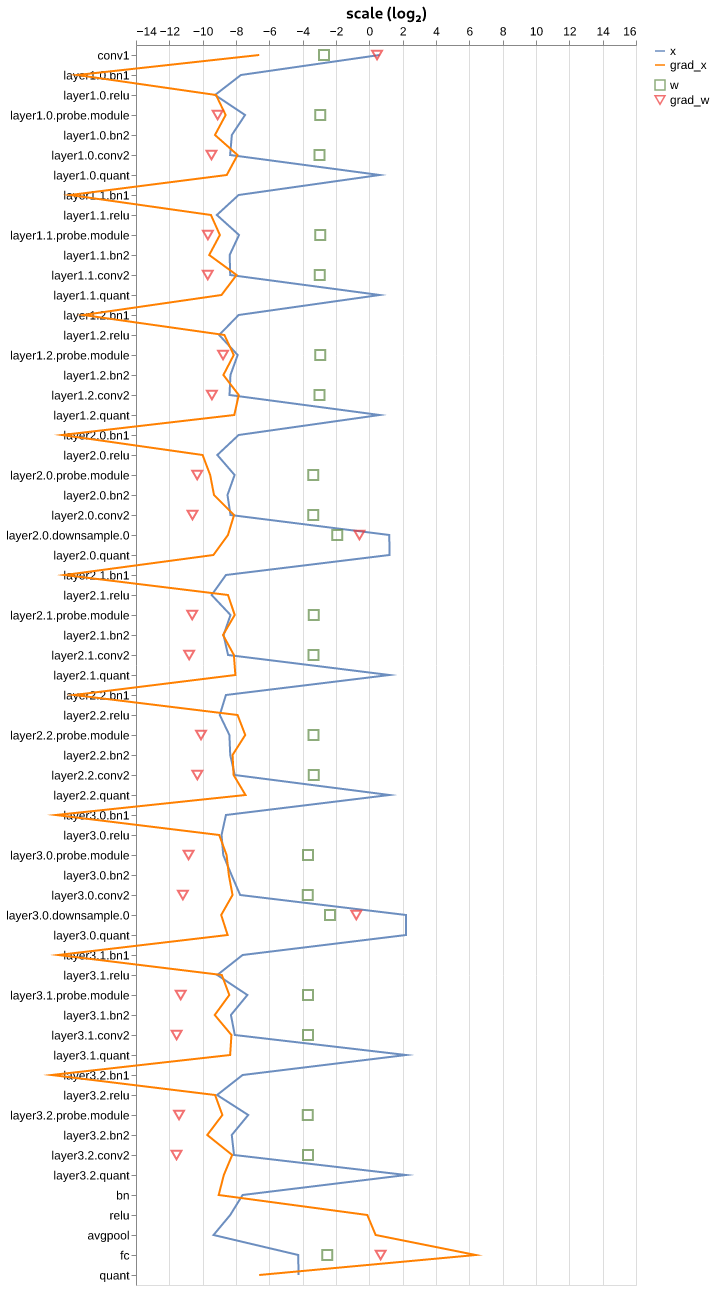 scale (log₂)
−14 −12 −10 −8 −6 −4 −2 0 2 4 6 8 10 12 14 16
x
grad_x
w
grad_w
conv1
layer1.0.bn1
layer1.0.relu
layer1.0.probe.module
layer1.0.bn2
layer1.0.conv2
layer1.0.quant
layer1.1.bn1
layer1.1.relu
layer1.1.probe.module
layer1.1.bn2
layer1.1.conv2
layer1.1.quant
layer1.2.bn1
layer1.2.relu
layer1.2.probe.module
layer1.2.bn2
layer1.2.conv2
layer1.2.quant
layer2.0.bn1
layer2.0.relu
layer2.0.probe.module
layer2.0.bn2
layer2.0.conv2
layer2.0.downsample.0
layer2.0.quant
layer2.1.bn1
layer2.1.relu
layer2.1.probe.module
layer2.1.bn2
layer2.1.conv2
layer2.1.quant
layer2.2.bn1
layer2.2.relu
layer2.2.probe.module
layer2.2.bn2
layer2.2.conv2
layer2.2.quant
layer3.0.bn1
layer3.0.relu
layer3.0.probe.module
layer3.0.bn2
layer3.0.conv2
layer3.0.downsample.0
layer3.0.quant
layer3.1.bn1
layer3.1.relu
layer3.1.probe.module
layer3.1.bn2
layer3.1.conv2
layer3.1.quant
layer3.2.bn1
layer3.2.relu
layer3.2.probe.module
layer3.2.bn2
layer3.2.conv2
layer3.2.quant
bn
relu
avgpool
fc
quant